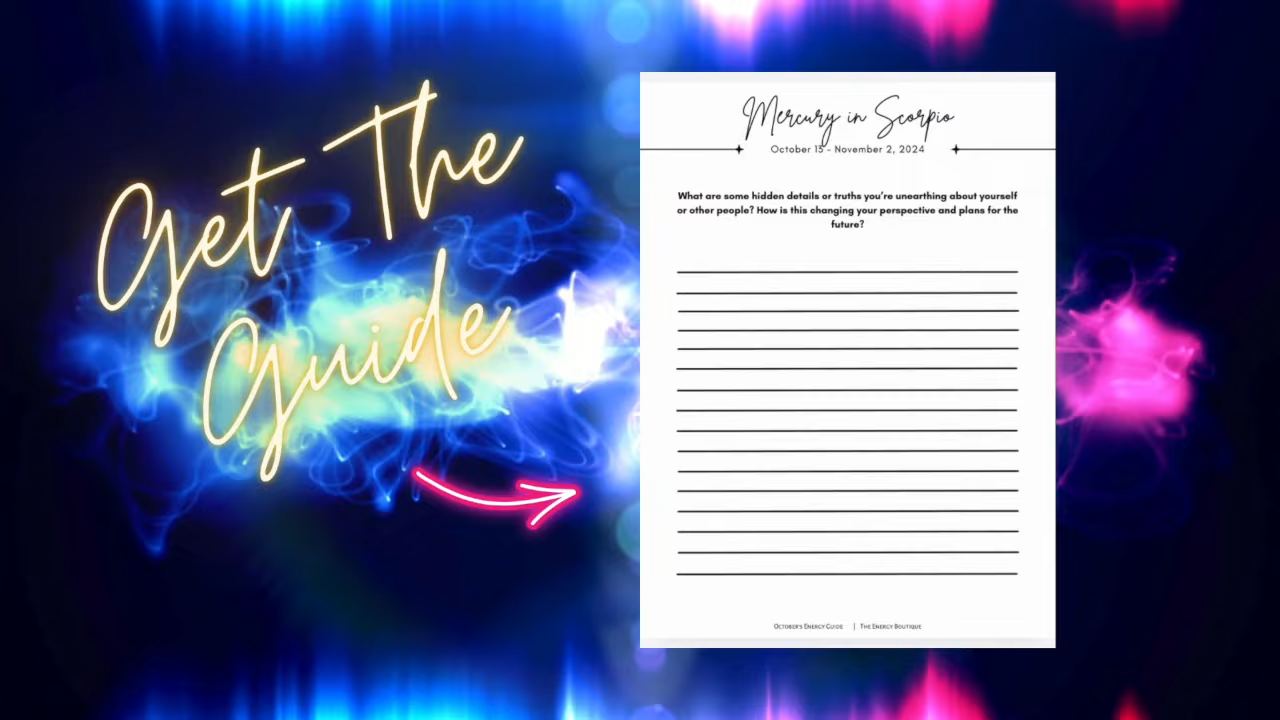 Get The
Guide
Mercury in Scorpio
October 15 - November 2, 2024
What are some hidden details or truths you're unearthing about yourself
or other people? How is this changing your perspective and plans for the
future?
October's Energy Guide | The Energy Boutique